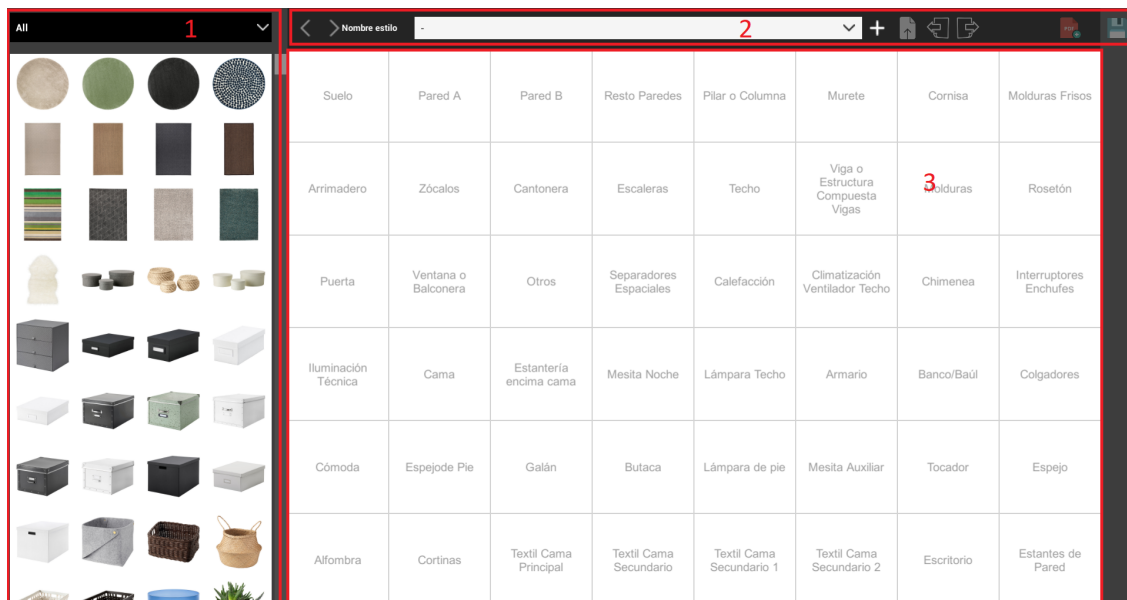 All
1
Nombre estilo
-
2
PDF
Suelo
Pared A
Pared B
Resto Paredes
Pilar o Columna
Murete
Cornisa
Molduras Frisos
Arrimadero
Zócalos
Cantonera
Escaleras
Techo
Viga o
Estructura
Compuesta
Vigas
3
Molduras
Rosetón
Puerta
Ventana o
Balconera
Otros
Separadores
Espaciales
Calefacción
Climatización
Ventilador Techo
Chimenea
Interruptores
Enchufes
Iluminación
Técnica
Cama
Estantería
encima cama
Mesita Noche
Lámpara Techo
Armario
Banco/Baúl
Colgadores
Cómoda
Espejode Pie
Galán
Butaca
Lámpara de pie
Mesita Auxiliar
Tocador
Espejo
Alfombra
Cortinas
Textil Cama
Principal
Textil Cama
Secundario
Textil Cama
Secundario 1
Textil Cama
Secundario 2
Escritorio
Estantes de
Pared